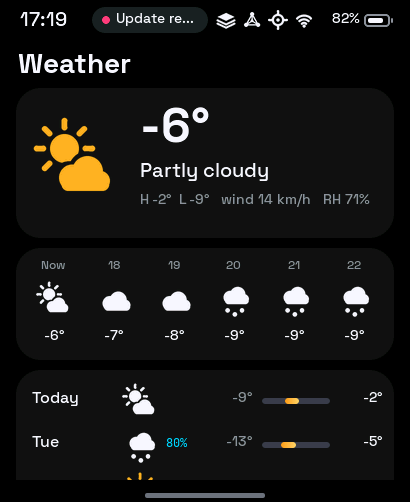 17:19 Update re... 82%
Weather
-6°
Partly cloudy
H -2° L -9° wind 14 km/h RH 71%
Now 18 19 20 21 22
-6° -7° -8° -9° -9° -9°
Today -9° -2°
Tue 80% -13° -5°